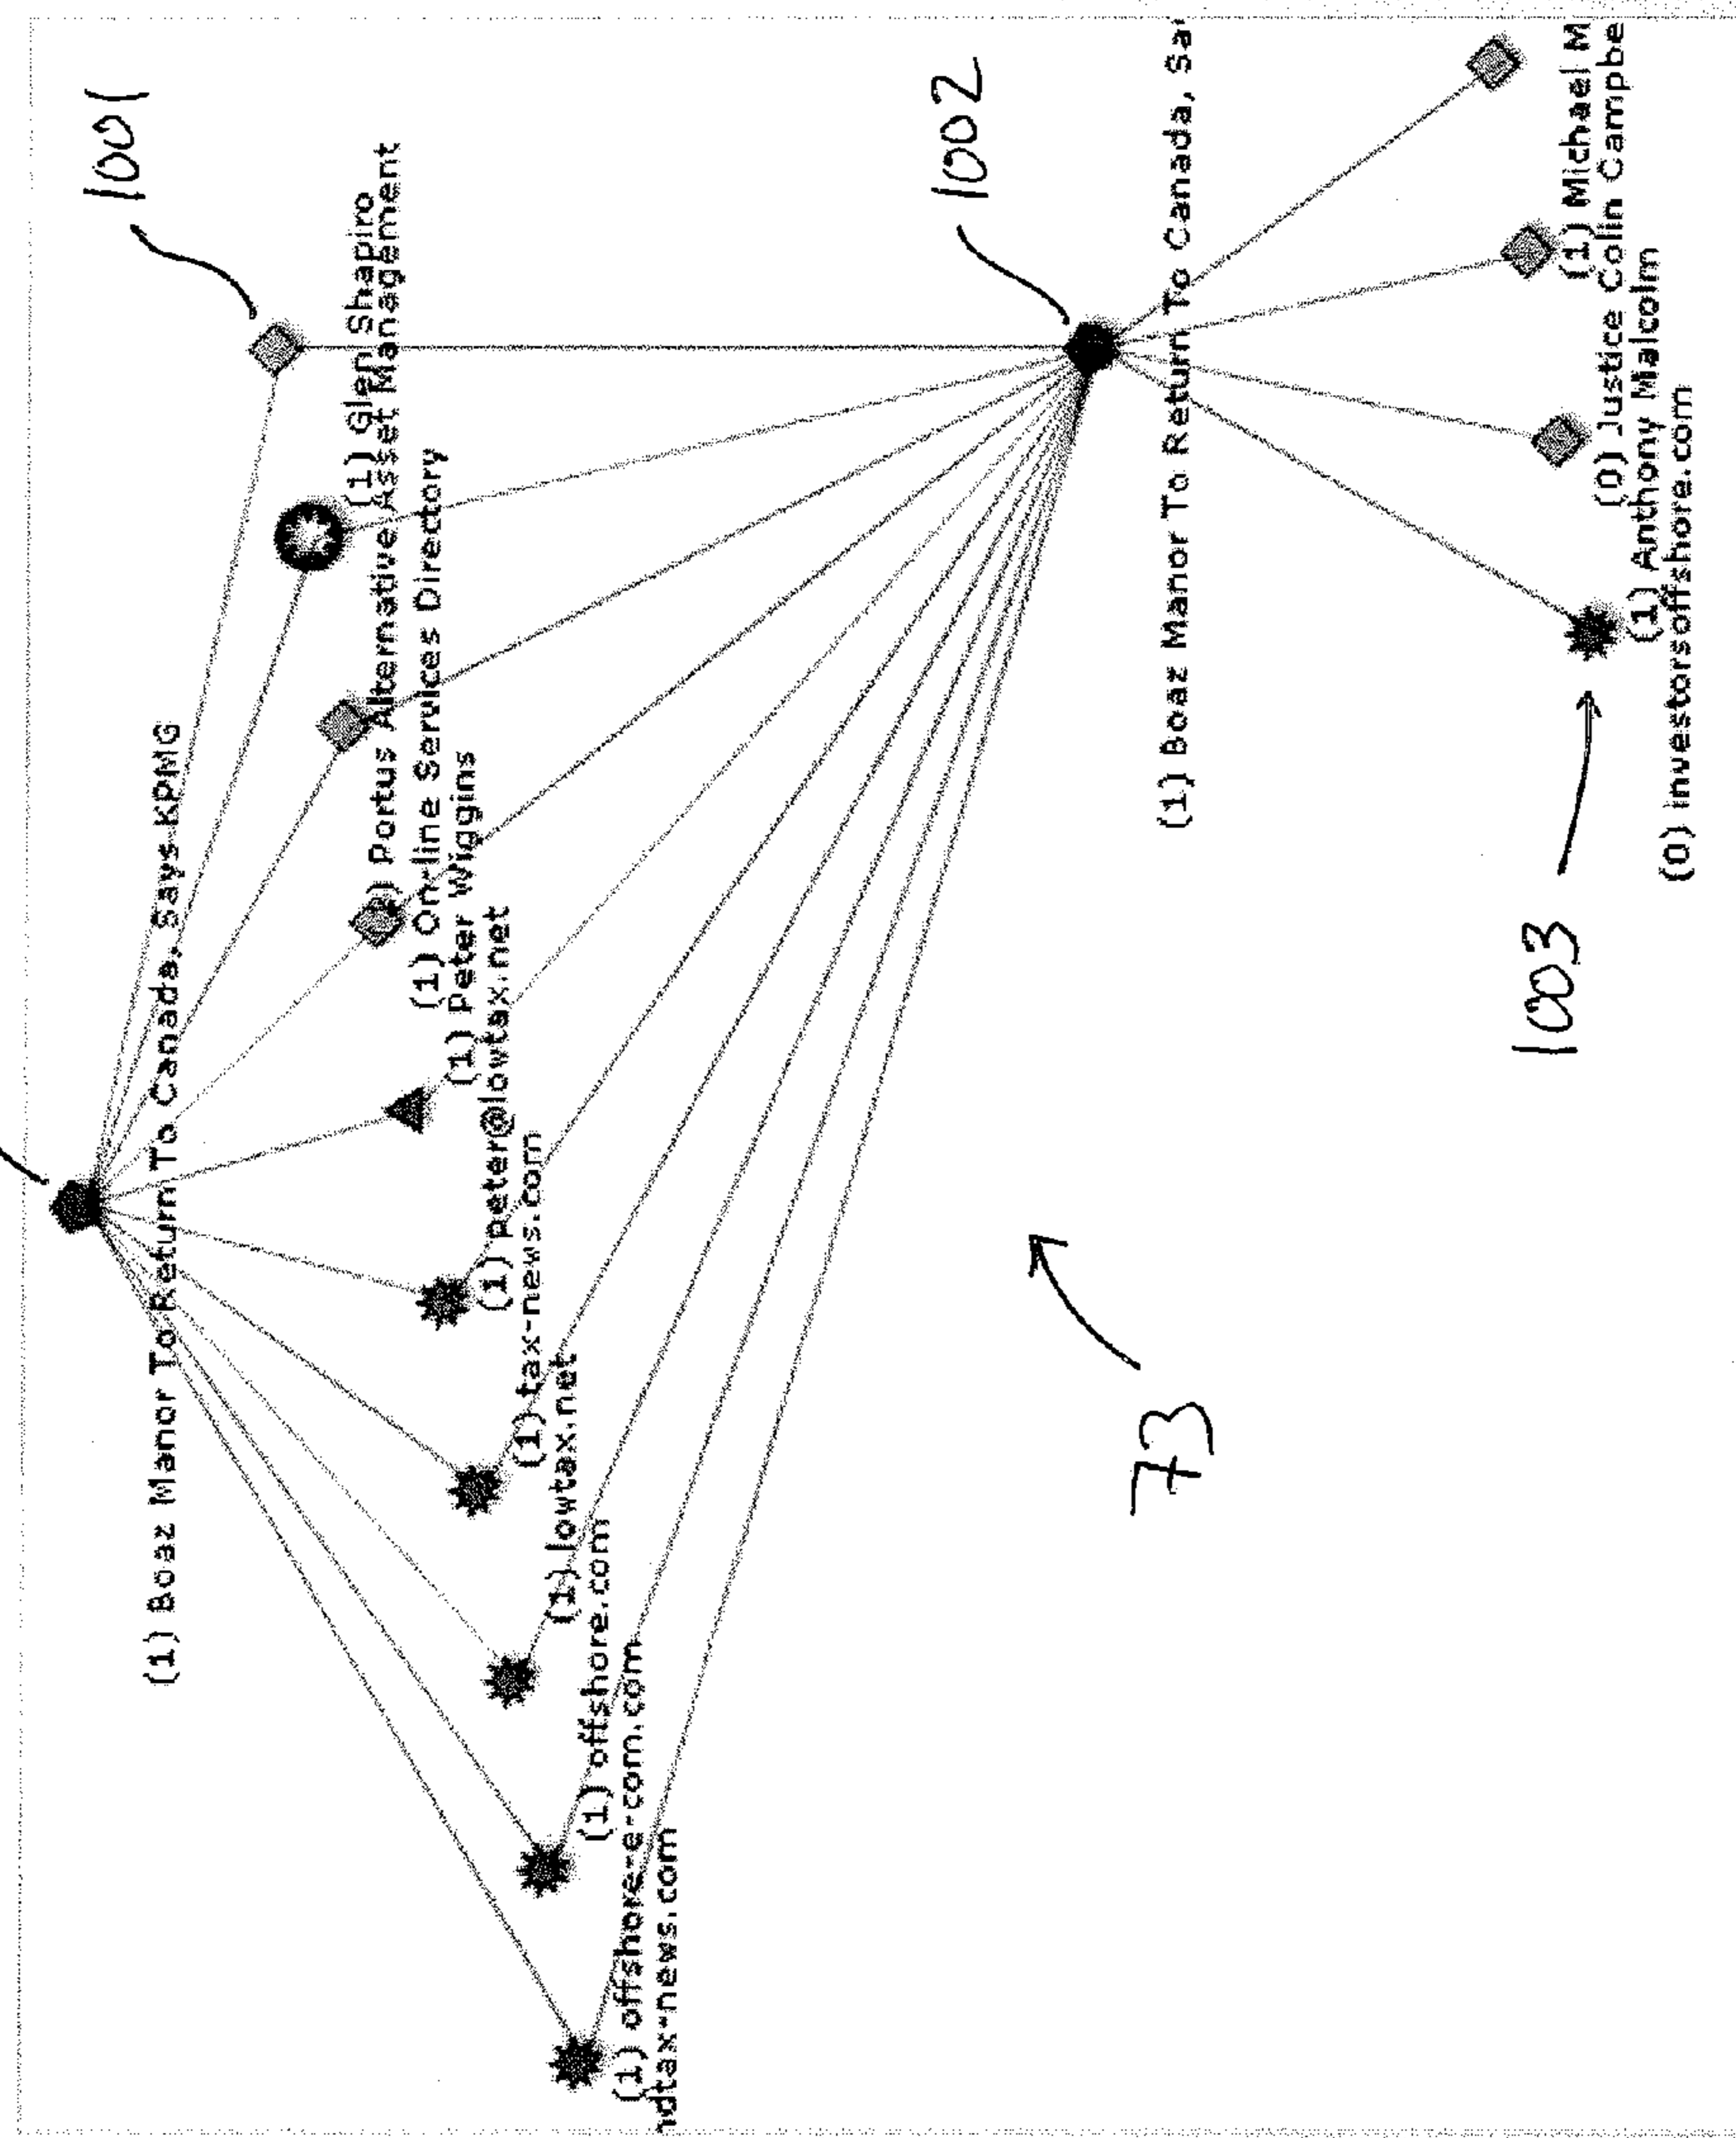 1001
(1) Boaz Manor To Return To Canada, Says KPMG
(1) Glen Shapiro
(1) Portus Alternative Asset Management
(1) On-line Services Directory
(1) Peter Wiggins
(1) peter@lowtax.net
(1) tax-news.com
(1) lowtax.net
(1) offshore.com
(1) offshore-e-com.com
ndtax-news.com
1002
(1) Boaz Manor To Return To Canada, Sa
73
1003
(1) Michael M
(0) Justice Colin Campbe
(1) Anthony Malcolm
(0) investorsoffshore.com